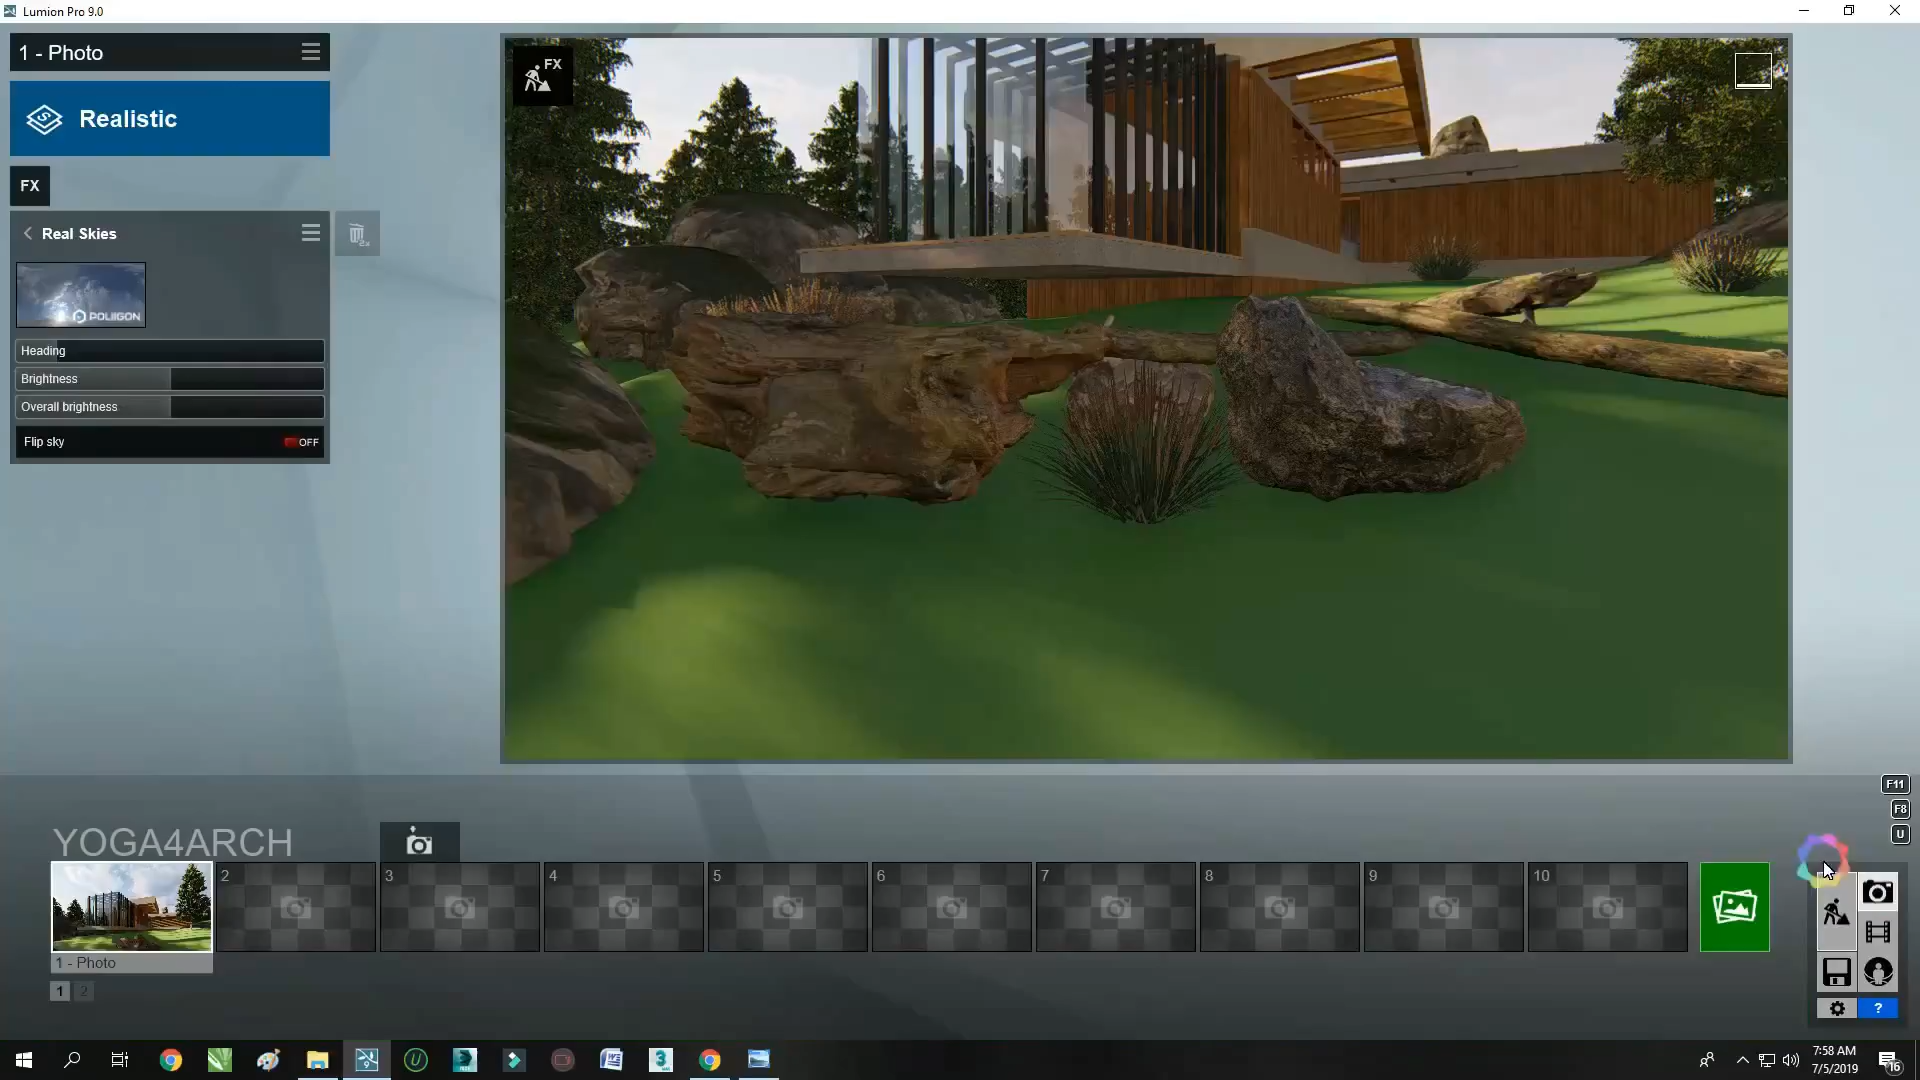 Lumion Pro 9.0
1 - Photo
Realistic
FX
Real Skies
POLIIGON
Heading
Brightness
Overall brightness
Flip sky
OFF
FX
F11
F8
U
YOGA4ARCH
2
3
4
5
6
7
8
9
10
1 - Photo
1
2
?
7:58 AM
7/5/2019
16